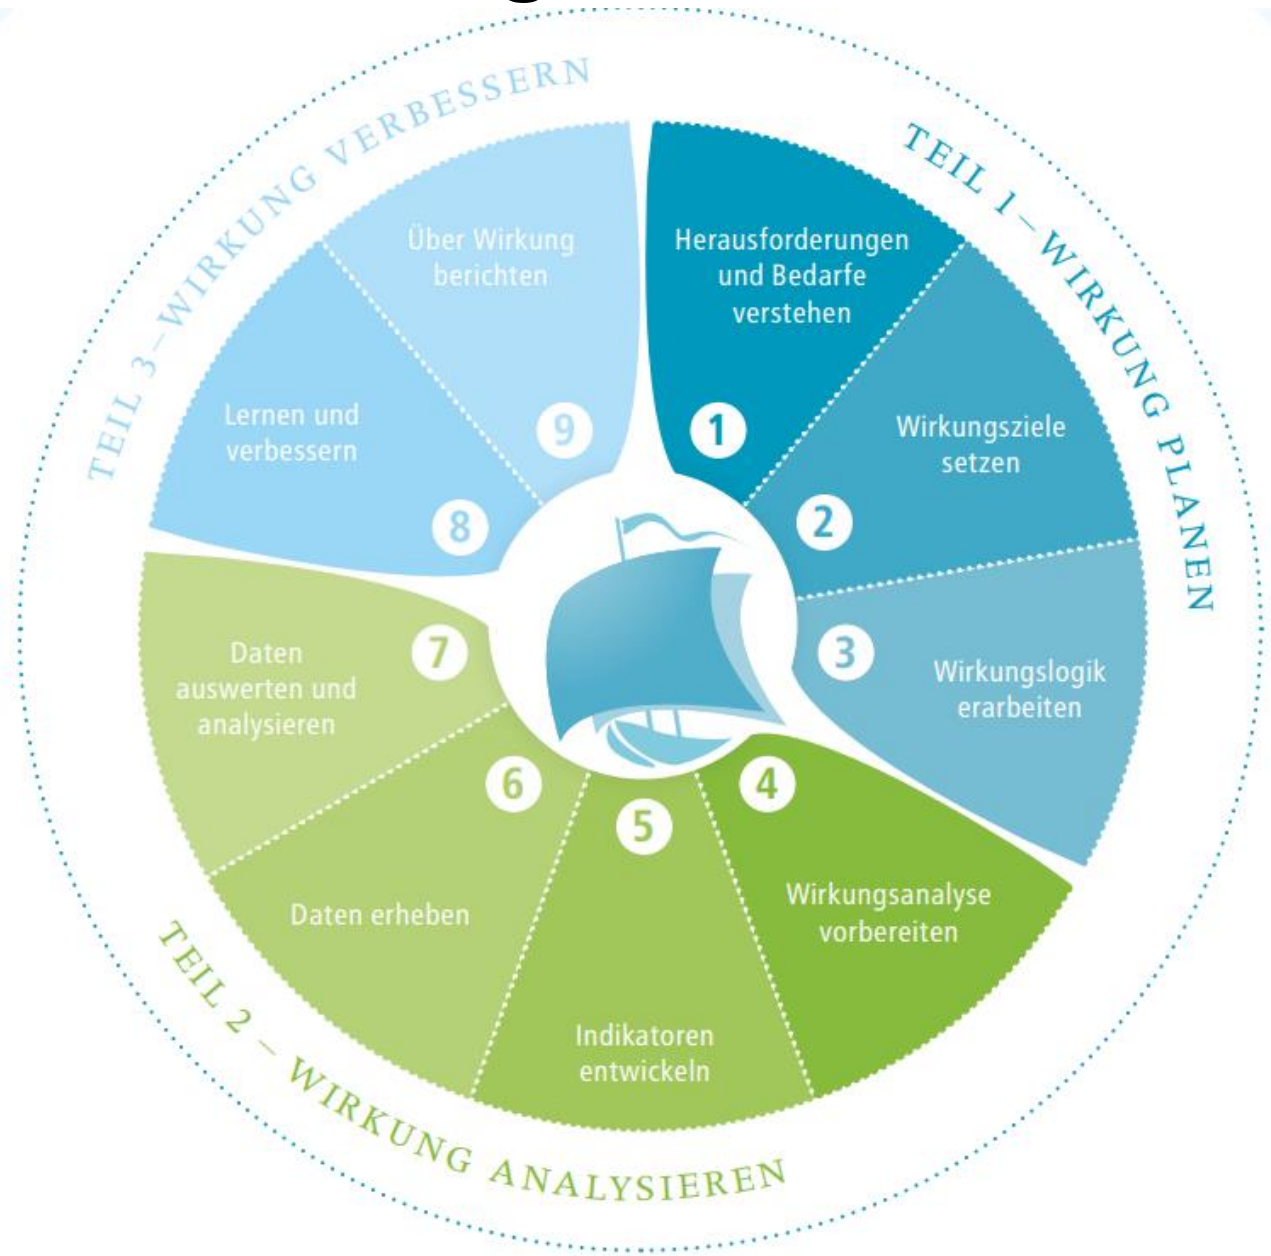 TEIL 1 – WIRKUNG PLANEN
Herausforderungen
und Bedarfe
verstehen
1
Wirkungsziele
setzen
2
Wirkungslogik
erarbeiten
3
TEIL 2 – WIRKUNG ANALYSIEREN
Wirkungsanalyse
vorbereiten
4
Indikatoren
entwickeln
5
Daten erheben
6
Daten
auswerten und
analysieren
7
TEIL 3 – WIRKUNG VERBESSERN
Lernen und
verbessern
8
Über Wirkung
berichten
9